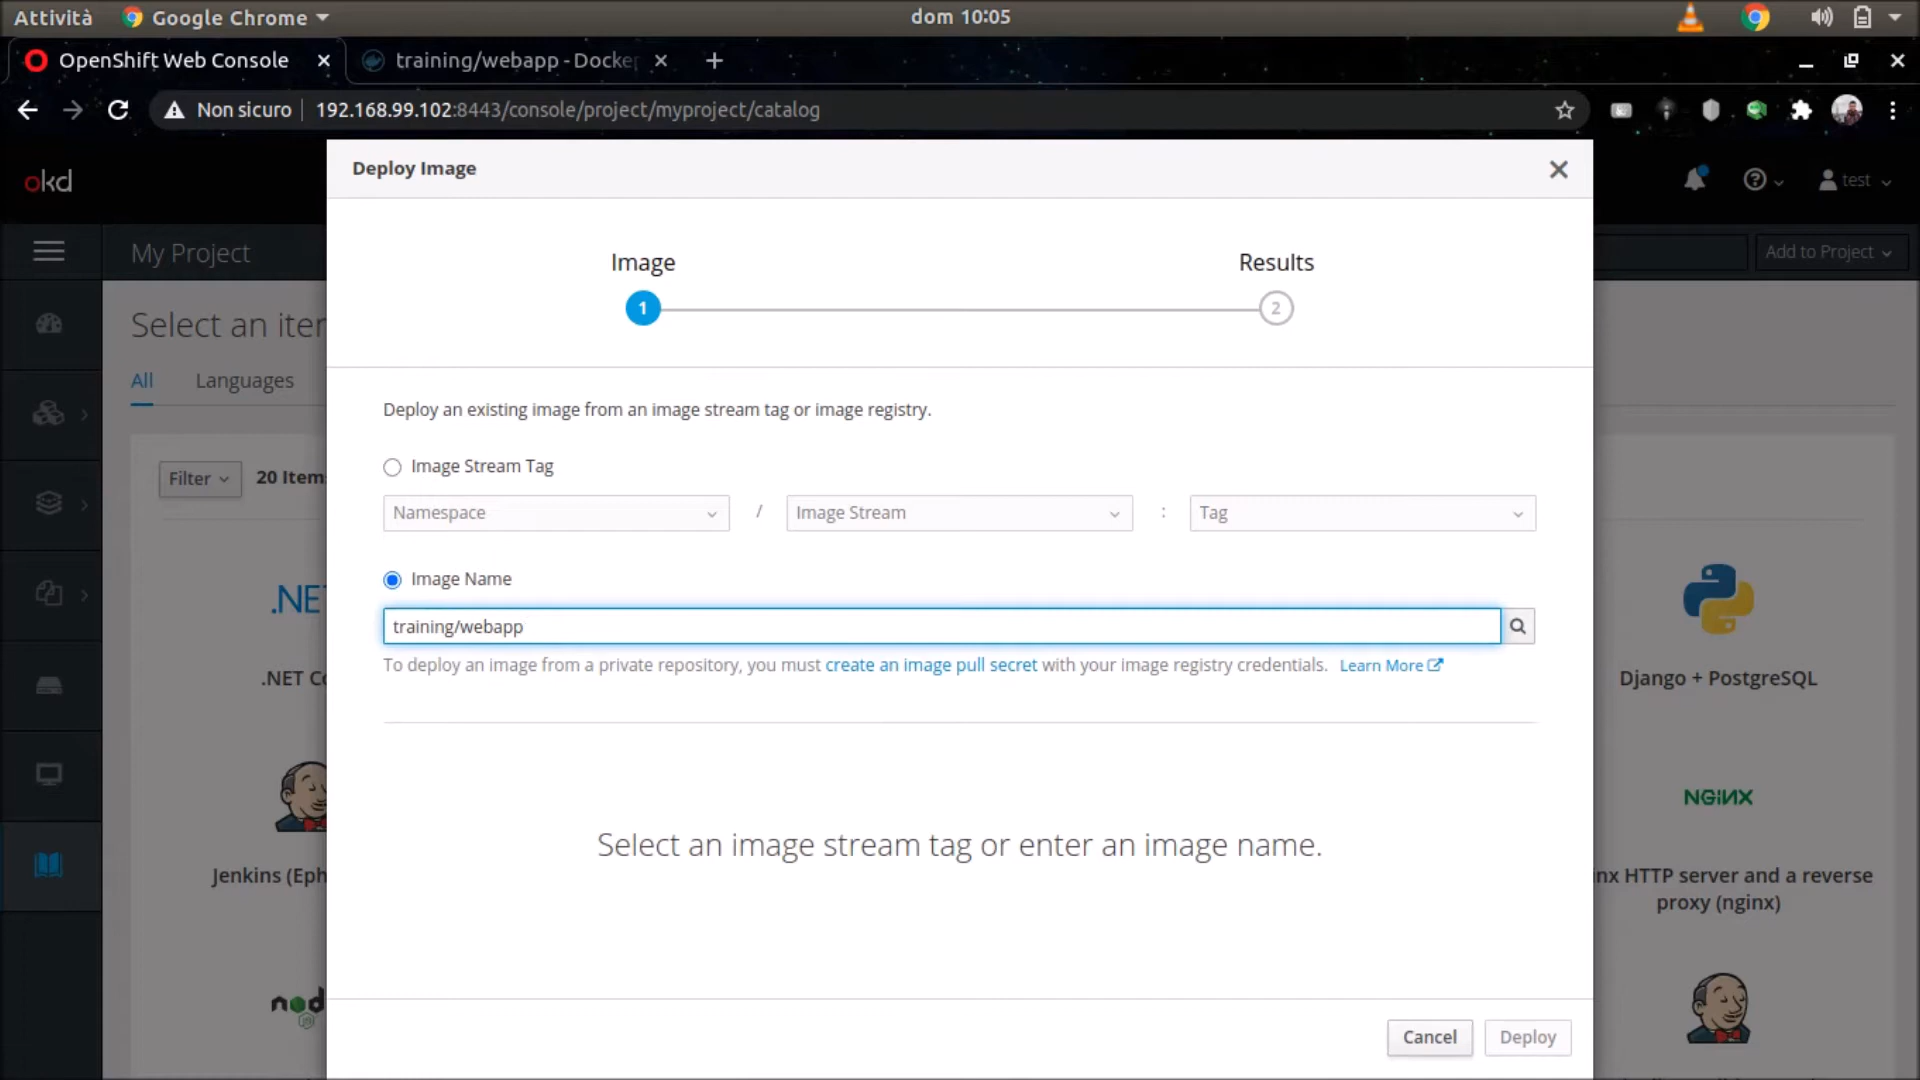 Attività
Google Chrome
dom 10:05
OpenShift Web Console
training/webapp - Docker
Non sicuro
192.168.99.102:8443/console/project/myproject/catalog
okd
Deploy Image
test
My Project
Add to Project
Image
Results
1
2
Select an iter
All
Languages
Deploy an existing image from an image stream tag or image registry.
Filter
20 Item
Image Stream Tag
Namespace
/
Image Stream
:
Tag
Image Name
.NE
training/webapp
To deploy an image from a private repository, you must create an image pull secret with your image registry credentials. Learn More
.NET Co
Django + PostgreSQL
NGINX
Select an image stream tag or enter an image name.
Jenkins (Eph
nx HTTP server and a reverse
proxy (nginx)
nod
JS
Cancel
Deploy